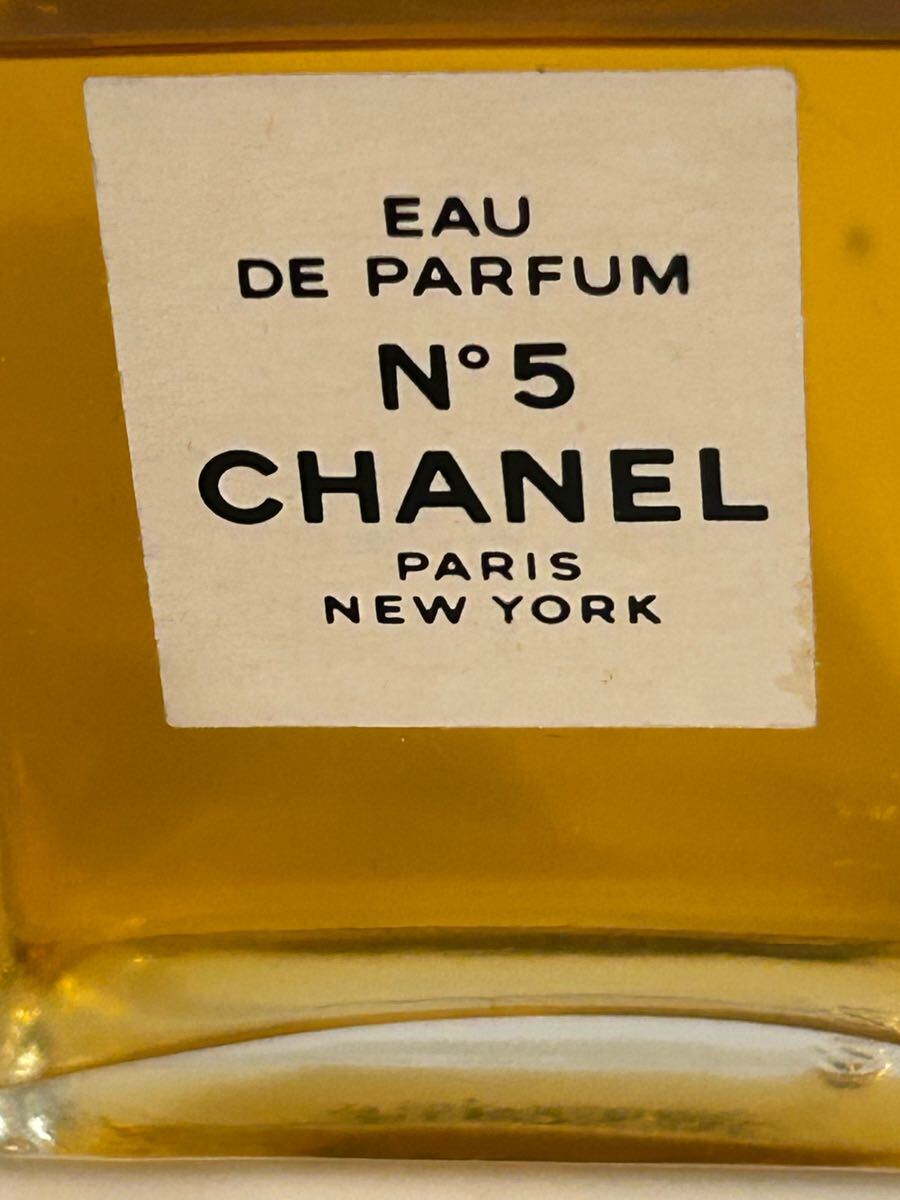 EAU
DE PARFUM
N° 5
CHANEL
PARIS
NEW YORK